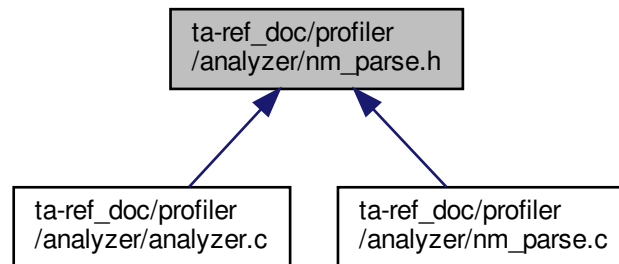 ta-ref_doc/profiler
/analyzer/nm_parse.h
ta-ref_doc/profiler
/analyzer/analyzer.c
ta-ref_doc/profiler
/analyzer/nm_parse.c